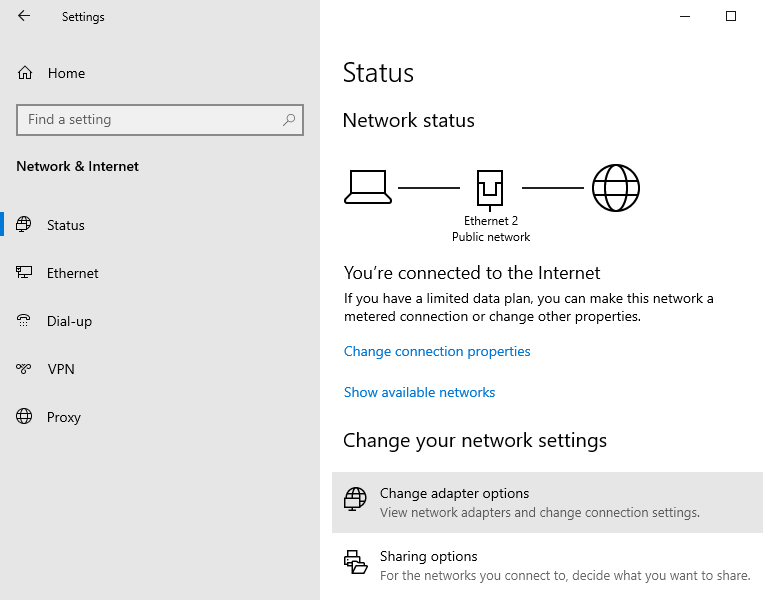 Settings
Home
Find a setting
Network & Internet
Status
Ethernet
Dial-up
VPN
Proxy
Status
Network status
Ethernet 2
Public network
You're connected to the Internet
If you have a limited data plan, you can make this network a
metered connection or change other properties.
Change connection properties
Show available networks
Change your network settings
Change adapter options
View network adapters and change connection settings.
Sharing options
For the networks you connect to, decide what you want to share.